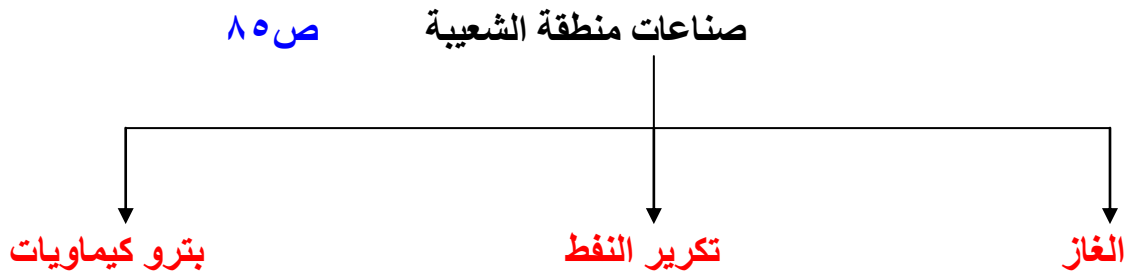 صناعات منطقة الشعيبة ص٨٥
الغاز تكرير النفط بترو كيماويات